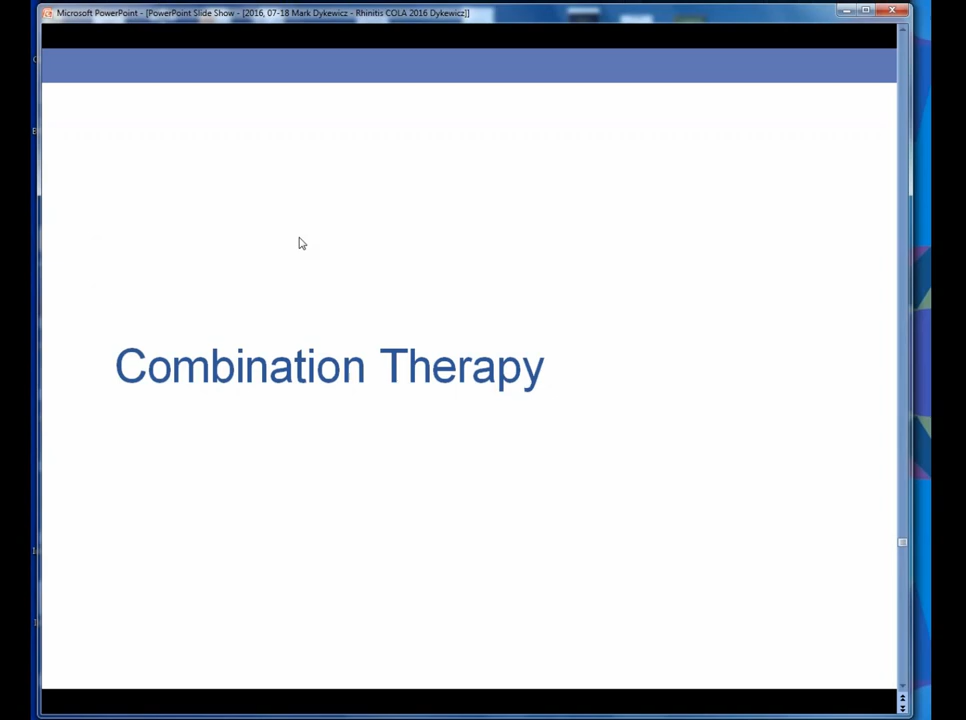 Microsoft PowerPoint - [PowerPoint Slide Show - [2016, 07-18 Mark Dykewicz - Rhinitis COLA 2016 Dykewicz]]
Combination Therapy